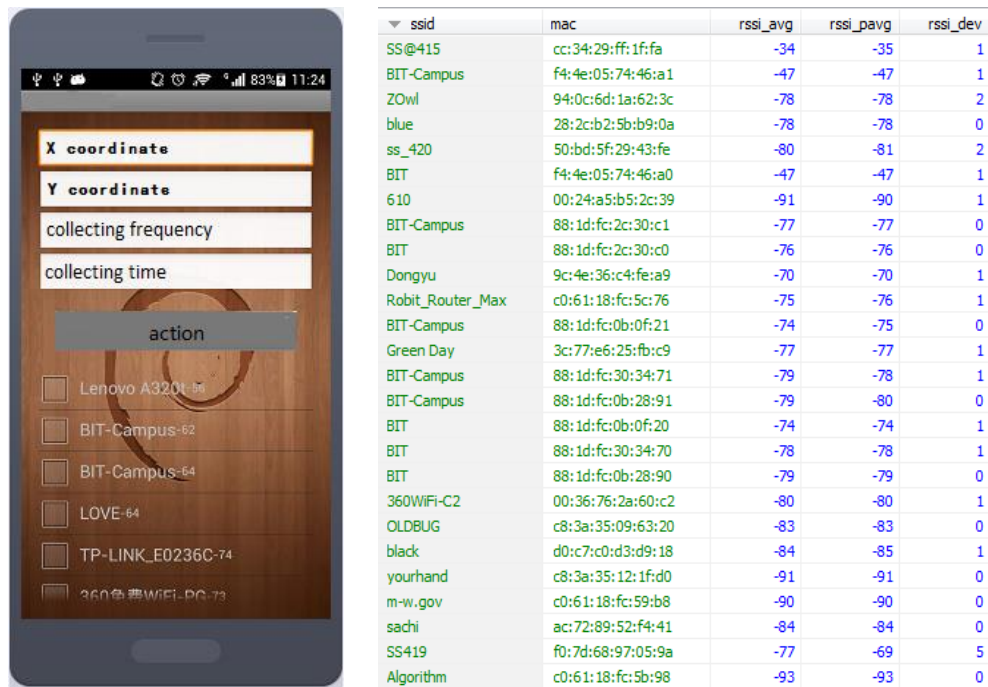 83% 11:24
X coordinate
Y coordinate
collecting frequency
collecting time
action
Lenovo A320t-56
BIT-Campus-62
BIT-Campus-64
LOVE-64
TP-LINK_E0236C-74
360免费WiFi-PG-73
ssid mac rssi_avg rssi_pavg rssi_dev
SS@415 cc:34:29:ff:1f:fa -34 -35 1
BIT-Campus f4:4e:05:74:46:a1 -47 -47 1
ZOwl 94:0c:6d:1a:62:3c -78 -78 2
blue 28:2c:b2:5b:b9:0a -78 -78 0
ss_420 50:bd:5f:29:43:fe -80 -81 2
BIT f4:4e:05:74:46:a0 -47 -47 1
610 00:24:a5:b5:2c:39 -91 -90 1
BIT-Campus 88:1d:fc:2c:30:c1 -77 -77 0
BIT 88:1d:fc:2c:30:c0 -76 -76 0
Dongyu 9c:4e:36:c4:fe:a9 -70 -70 1
Robit_Router_Max c0:61:18:fc:5c:76 -75 -76 1
BIT-Campus 88:1d:fc:0b:0f:21 -74 -75 0
Green Day 3c:77:e6:25:fb:c9 -77 -77 1
BIT-Campus 88:1d:fc:30:34:71 -79 -78 1
BIT-Campus 88:1d:fc:0b:28:91 -79 -80 0
BIT 88:1d:fc:0b:0f:20 -74 -74 1
BIT 88:1d:fc:30:34:70 -78 -78 1
BIT 88:1d:fc:0b:28:90 -79 -79 0
360WiFi-C2 00:36:76:2a:60:c2 -80 -80 1
OLDBUG c8:3a:35:09:63:20 -83 -83 0
black d0:c7:c0:d3:d9:18 -84 -85 1
yourhand c8:3a:35:12:1f:d0 -91 -91 0
m-w.gov c0:61:18:fc:59:b8 -90 -90 0
sachi ac:72:89:52:f4:41 -84 -84 0
SS419 f0:7d:68:97:05:9a -77 -69 5
Algorithm c0:61:18:fc:5b:98 -93 -93 0